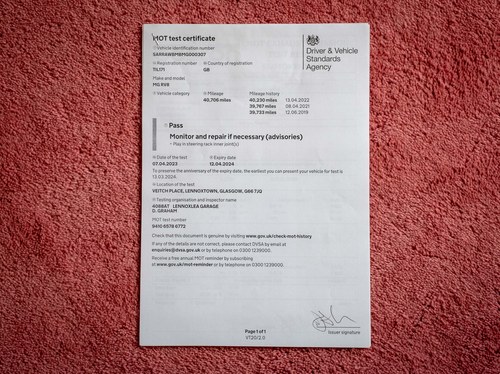 MOT test certificate
Driver & Vehicle
Standards
Agency
Vehicle identification number
SARRAWBMBMG000307
Registration number
Country of registration
T1LC11
GB
Make and model
MG RV8
Vehicle category
Mileage
Mileage history
40,706 miles
40,230 miles 13.04.2022
39,767 miles 08.04.2021
39,733 miles 12.09.2019
Pass
Monitor and repair if necessary (advisories)
• Play in steering rack inner joint(s)
Date of the test
Expiry date
07.04.2023
13.04.2024
To preserve the anniversary of the expiry date, the earliest you can present your vehicle for test is
13.03.2024.
Location of the test
VEITCH PLACE, LENNOXTOWN, GLASGOW, G66 7JQ
Testing organisation and inspector name
4088AT LENNOXLEA GARAGE
D. GRAHAM
MOT test number
9410 6578 0772
Check that this document is genuine by visiting www.gov.uk/check-mot-history
If any of the details are not correct, please contact DVSA by email at
enquiries@dvsa.gov.uk or by telephone on 0300 1239000.
Receive a free annual MOT reminder by subscribing
at www.gov.uk/mot-reminder or by telephone on 0300 1239000.
Issuer signature
Page 1 of 1
VT20/2.0